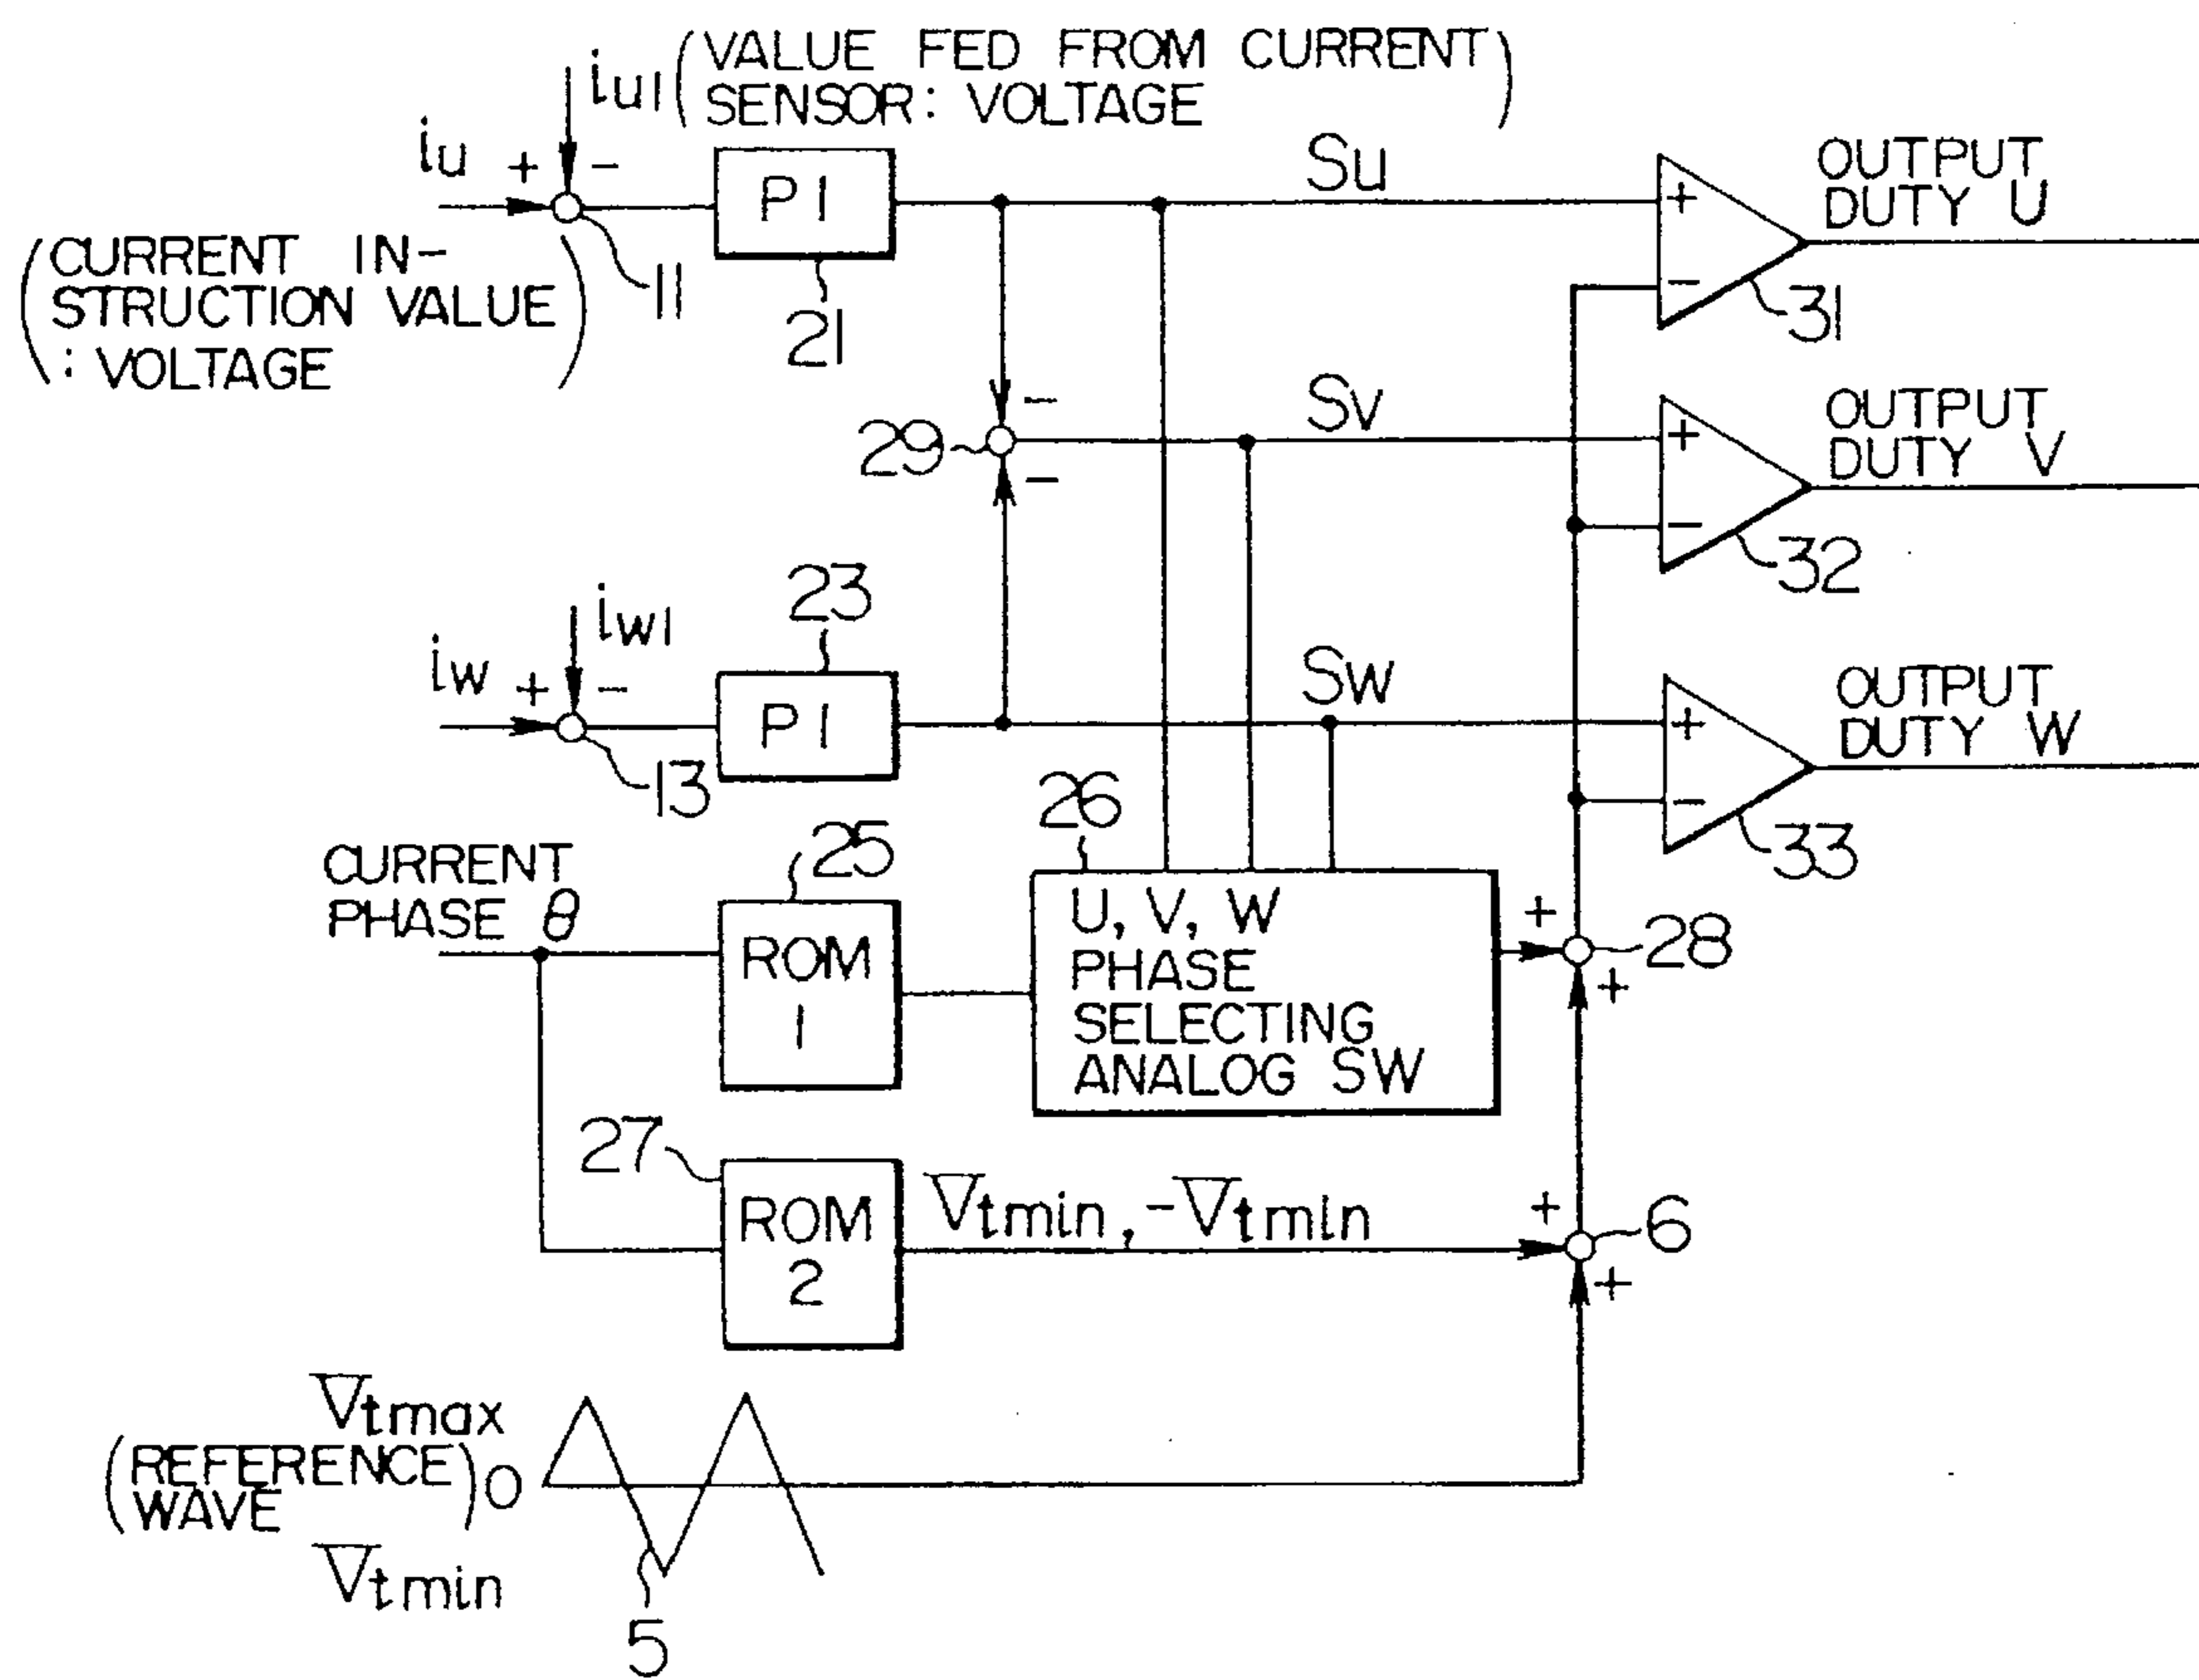 iu1 (VALUE FED FROM CURRENT
SENSOR: VOLTAGE)
iu + -
(CURRENT IN-
STRUCTION VALUE
: VOLTAGE)
11
PI
21
Su
+
-
31
OUTPUT
DUTY U
-
29
-
Sv
+
-
32
OUTPUT
DUTY V
iw1
iw + -
13
23
PI
Sw
+
-
33
OUTPUT
DUTY W
CURRENT
PHASE θ
25
ROM
1
26
U, V, W
PHASE
SELECTING
ANALOG SW
+
28
+
27
ROM
2
Vtmin, -Vtmin
+
6
+
Vtmax
(REFERENCE
WAVE) 0
Vtmin
5